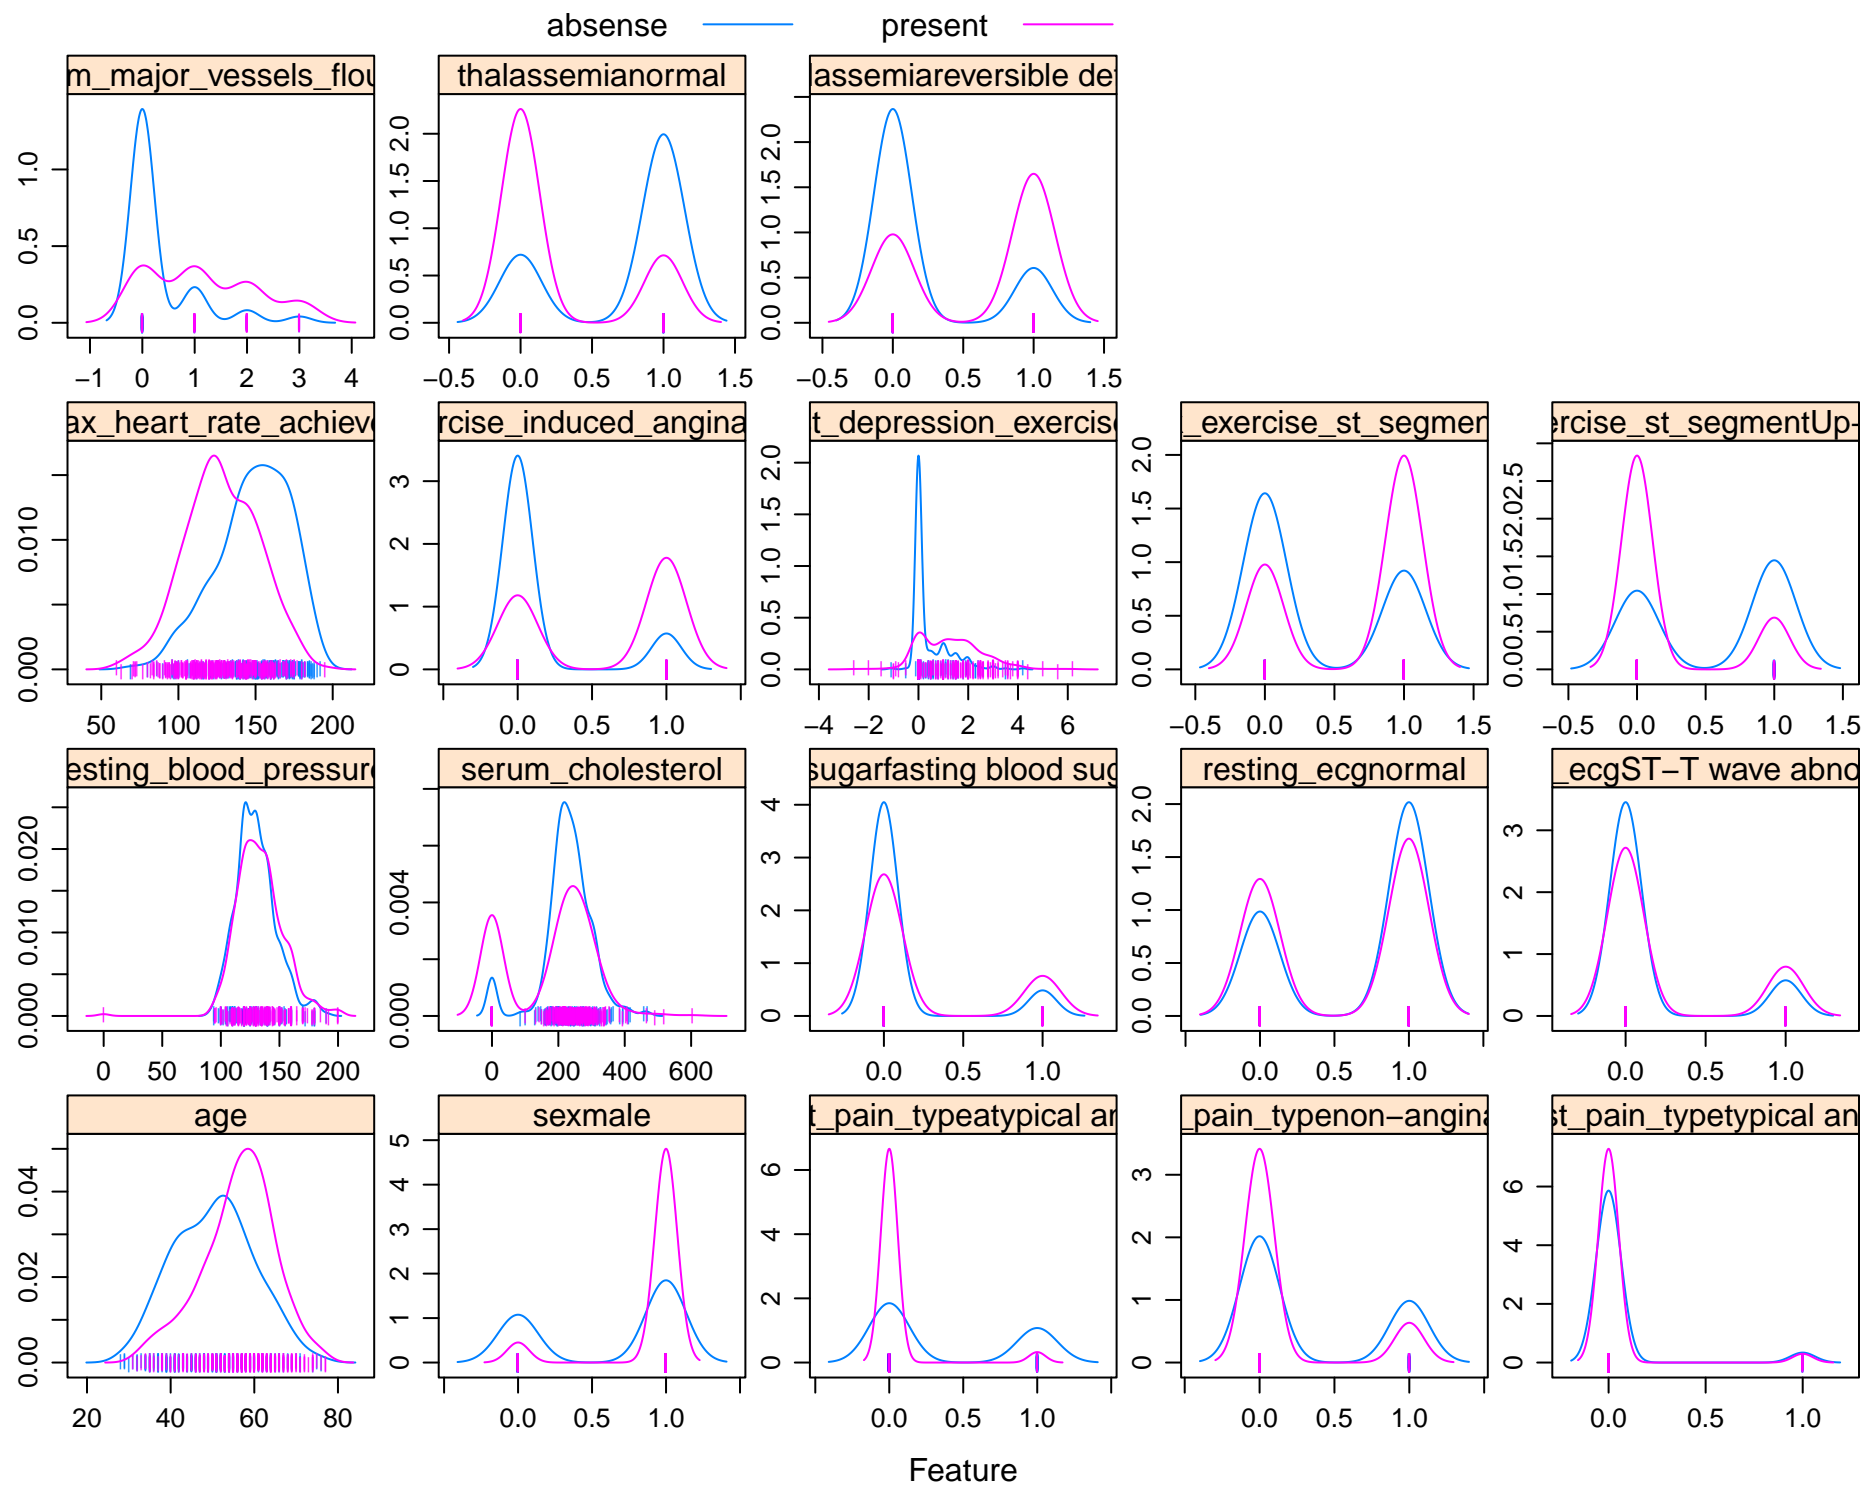 absense present
m_major_vessels_flou thalassemianormal lassemiareversible def
0.0 0.5 1.0
0.0 0.5 1.0 1.5 2.0
0.0 0.5 1.0 1.5 2.0
−1 0 1 2 3 4 −0.5 0.0 0.5 1.0 1.5 −0.5 0.0 0.5 1.0 1.5
ax_heart_rate_achieve rcise_induced_angina t_depression_exercise _exercise_st_segmen ercise_st_segmentUp-
0.000 0.010
0 1 2 3
0.0 0.5 1.0 1.5 2.0
0.0 0.5 1.0 1.5 2.0
0.00.51.01.52.02.5
50 100 150 200 0.0 1.0 −4 −2 0 2 4 6 −0.5 0.0 0.5 1.0 1.5 −0.5 0.0 0.5 1.0 1.5
esting_blood_pressure serum_cholesterol sugarfasting blood sug resting_ecgnormal _ecgST−T wave abno
0.000 0.010 0.020
0.000 0.004
0 1 2 3 4
0.0 0.5 1.0 1.5 2.0
0 1 2 3
0 50 100 150 200 0 200 400 600 0.0 0.5 1.0 0.0 0.5 1.0 0.0 0.5 1.0
age sexmale t_pain_typeatypical an _pain_typenon−angina st_pain_typetypical an
0.00 0.02 0.04
0 1 2 3 4 5
0 2 4 6
0 1 2 3
0 2 4 6
20 40 60 80 0.0 0.5 1.0 0.0 0.5 1.0 0.0 0.5 1.0 0.0 0.5 1.0
Feature